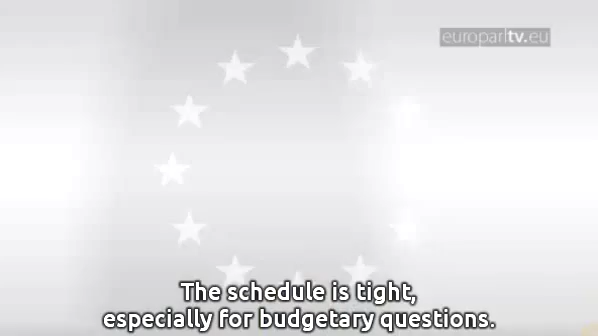 europarltv.eu
The schedule is tight,
especially for budgetary questions.